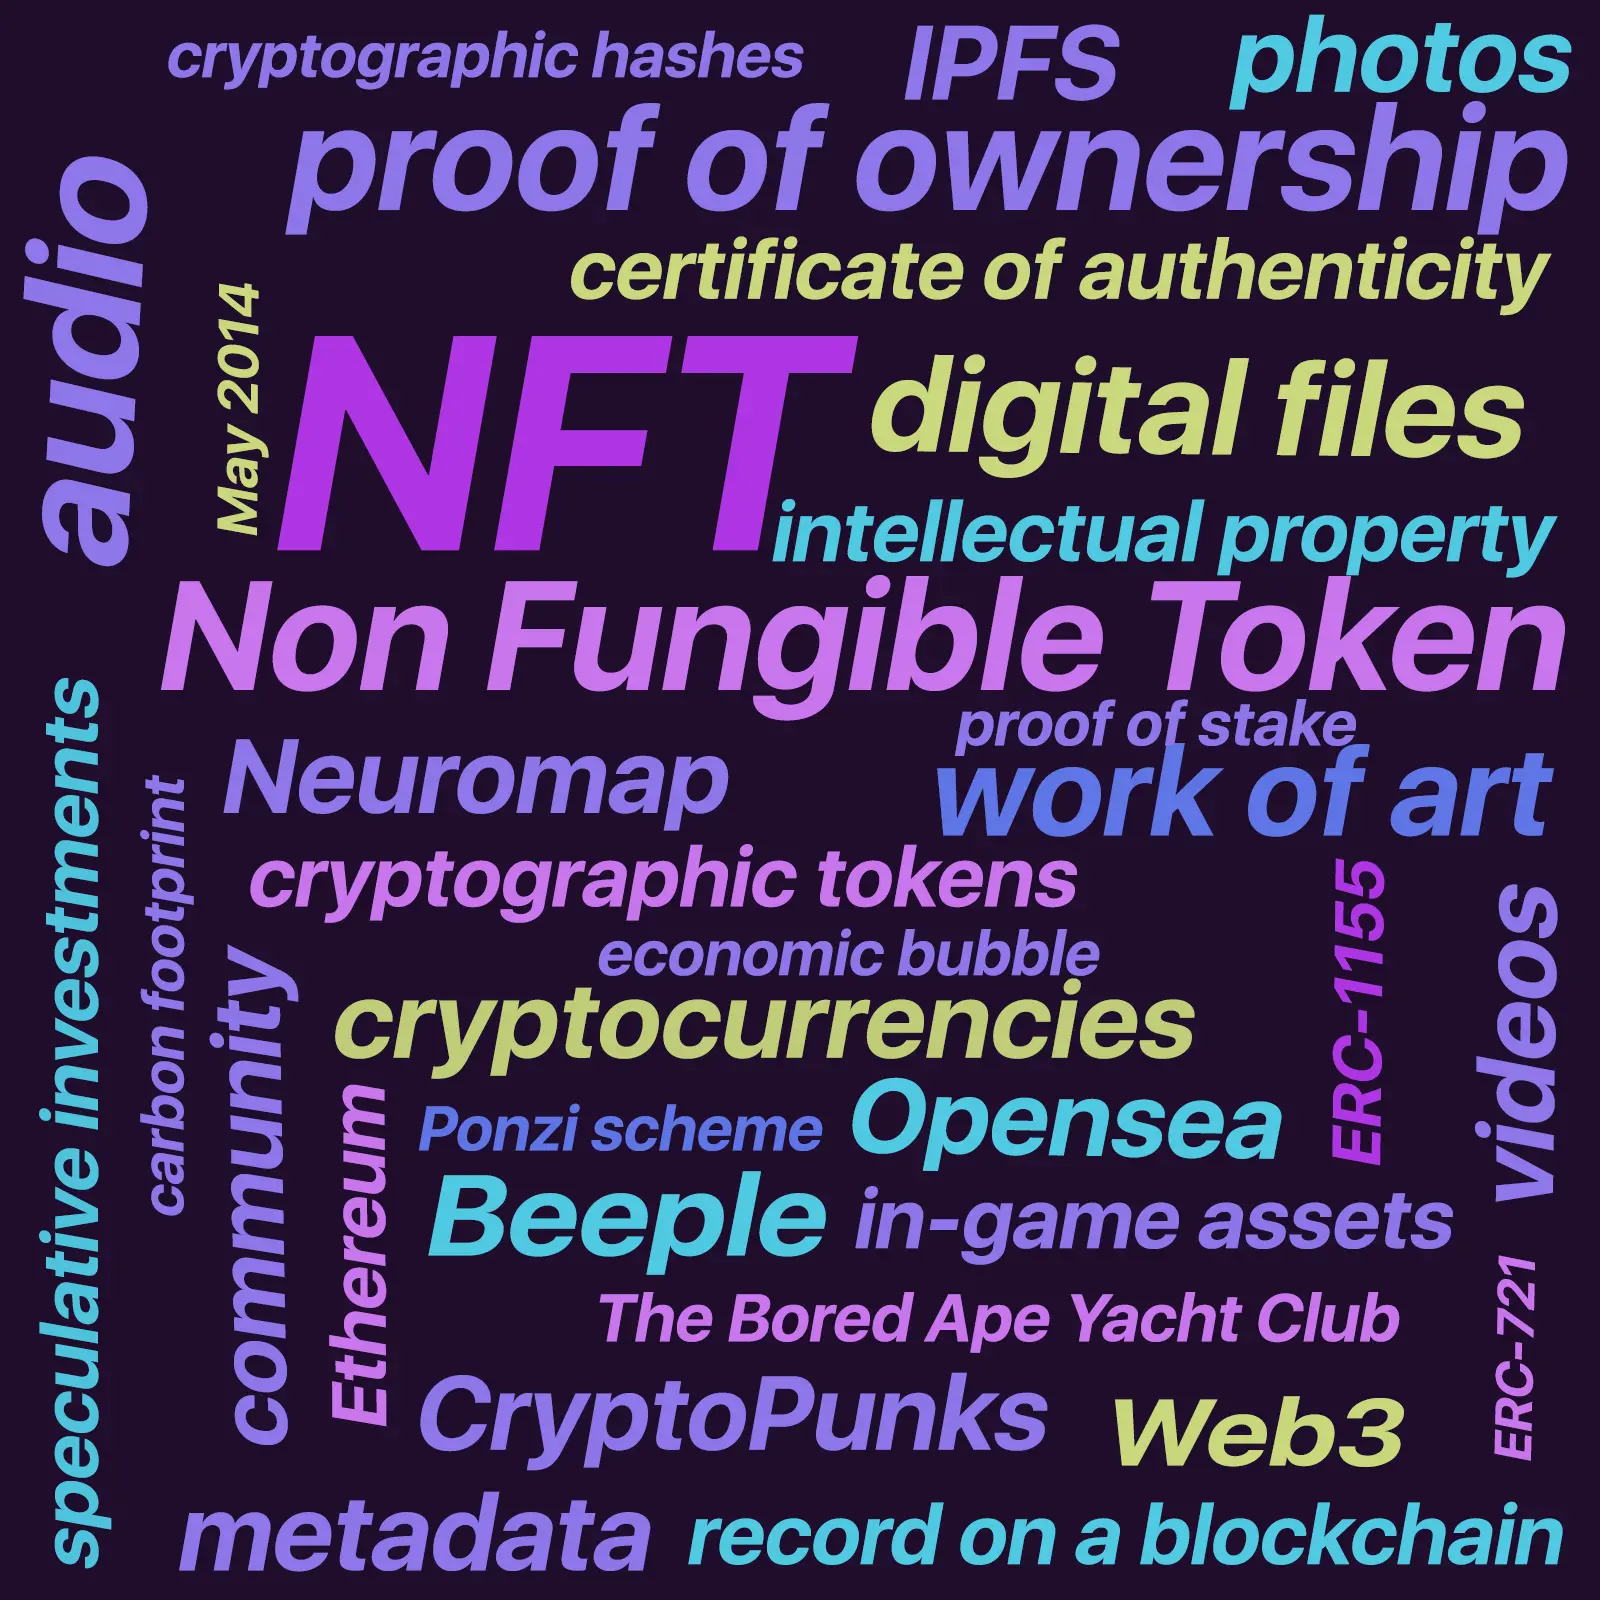 cryptographic hashes
IPFS
photos
proof of ownership
audio
certificate of authenticity
May 2014
NFT
digital files
intellectual property
Non Fungible Token
proof of stake
speculative investments
Neuromap
work of art
carbon footprint
cryptographic tokens
ERC-1155
videos
economic bubble
community
cryptocurrencies
Ethereum
Ponzi scheme
Opensea
Beeple
in-game assets
The Bored Ape Yacht Club
ERC-721
CryptoPunks
Web3
metadata
record on a blockchain